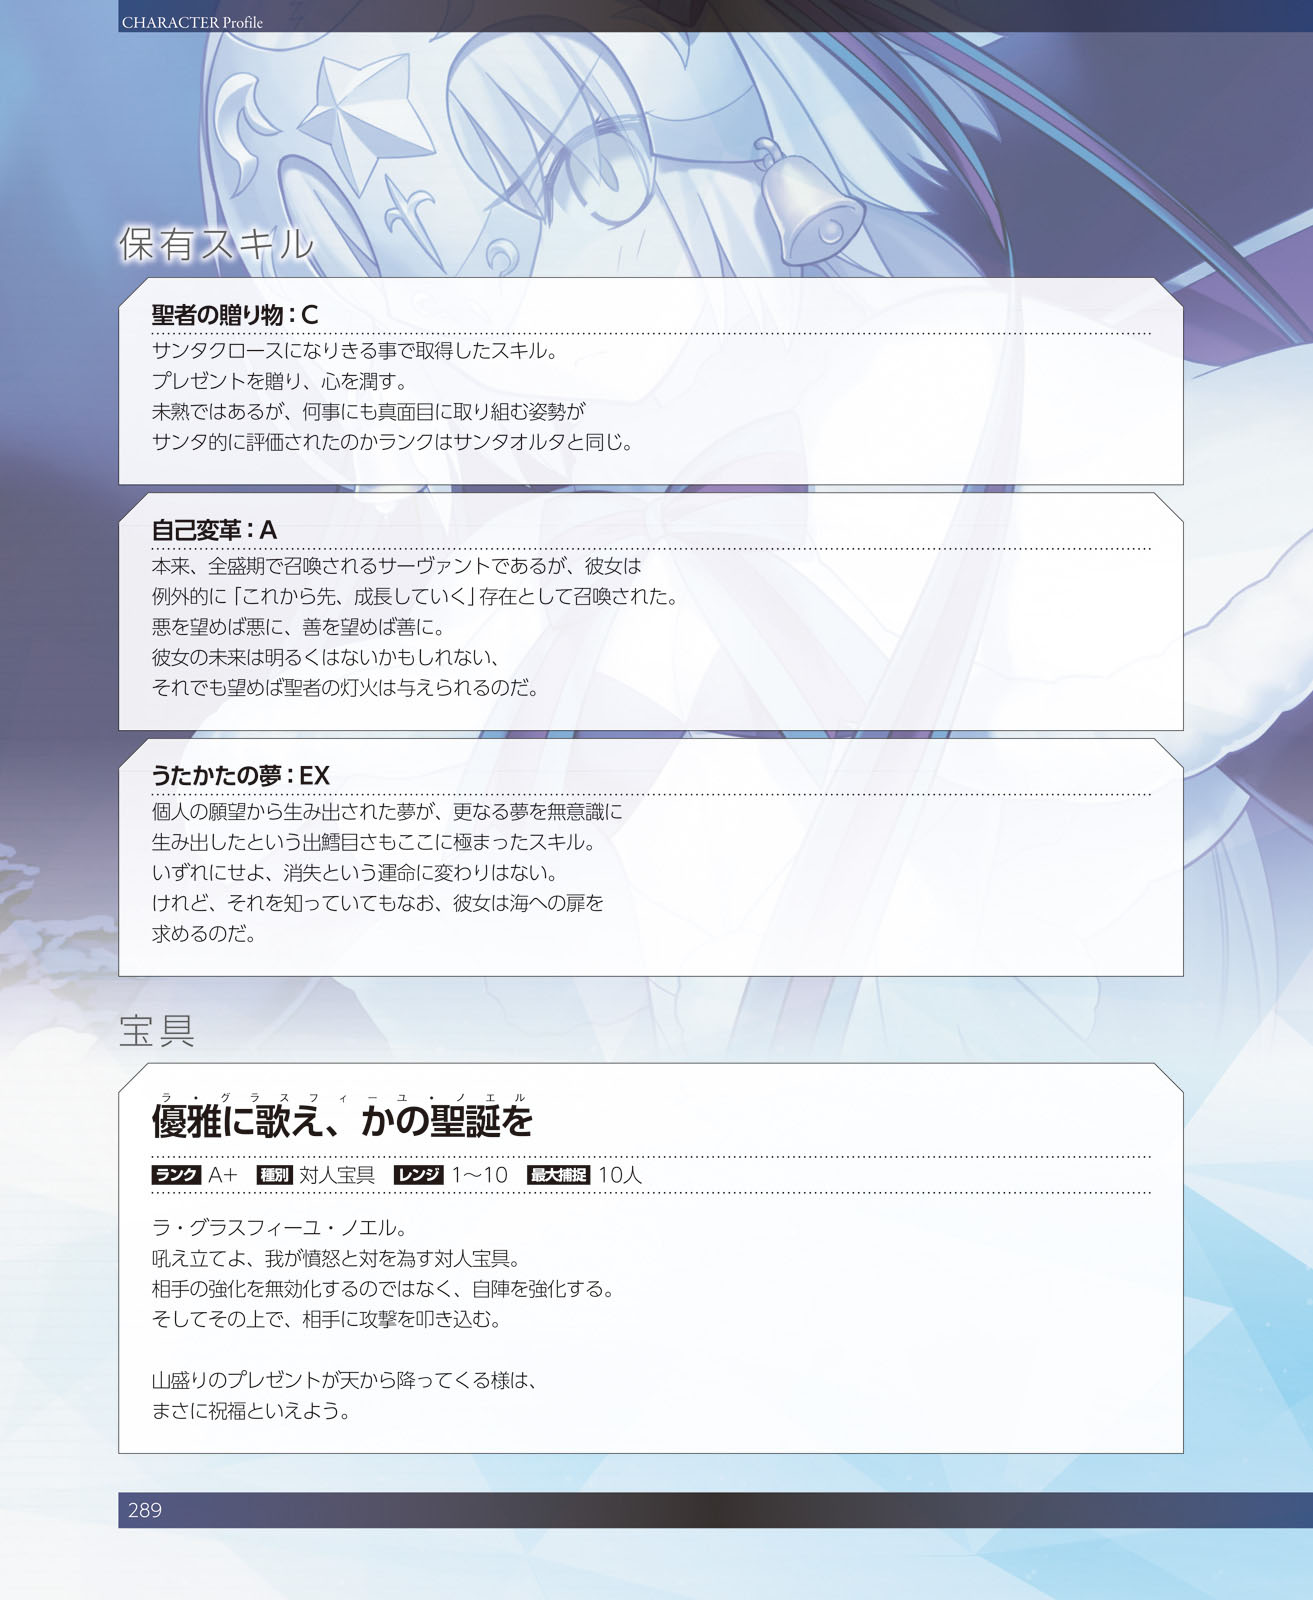 CHARACTER Profile
保有スキル
聖者の贈り物：C
サンタクロースになりきる事で取得したスキル。
プレゼントを贈り、心を潤す。
未熟ではあるが、何事にも真面目に取り組む姿勢が
サンタ的に評価されたのかランクはサンタオルタと同じ。
自己変革：A
本来、全盛期で召喚されるサーヴァントであるが、彼女は
例外的に「これから先、成長していく」存在として召喚された。
悪を望めば悪に、善を望めば善に。
彼女の未来は明るくはないかもしれない、
それでも望めば聖者の灯火は与えられるのだ。
うたかたの夢：EX
個人の願望から生み出された夢が、更なる夢を無意識に
生み出したという出鱈目さもここに極まったスキル。
いずれにせよ、消失という運命に変わりはない。
けれど、それを知っていてもなお、彼女は海への扉を
求めるのだ。
宝具
ラ・グラスフィーユ・ノエル
優雅に歌え、かの聖誕を
ランク A+ 種別 対人宝具 レンジ 1〜10 最大捕捉 10人
ラ・グラスフィーユ・ノエル。
吼え立てよ、我が憤怒と対を為す対人宝具。
相手の強化を無効化するのではなく、自陣を強化する。
そしてその上で、相手に攻撃を叩き込む。
山盛りのプレゼントが天から降ってくる様は、
まさに祝福といえよう。
289